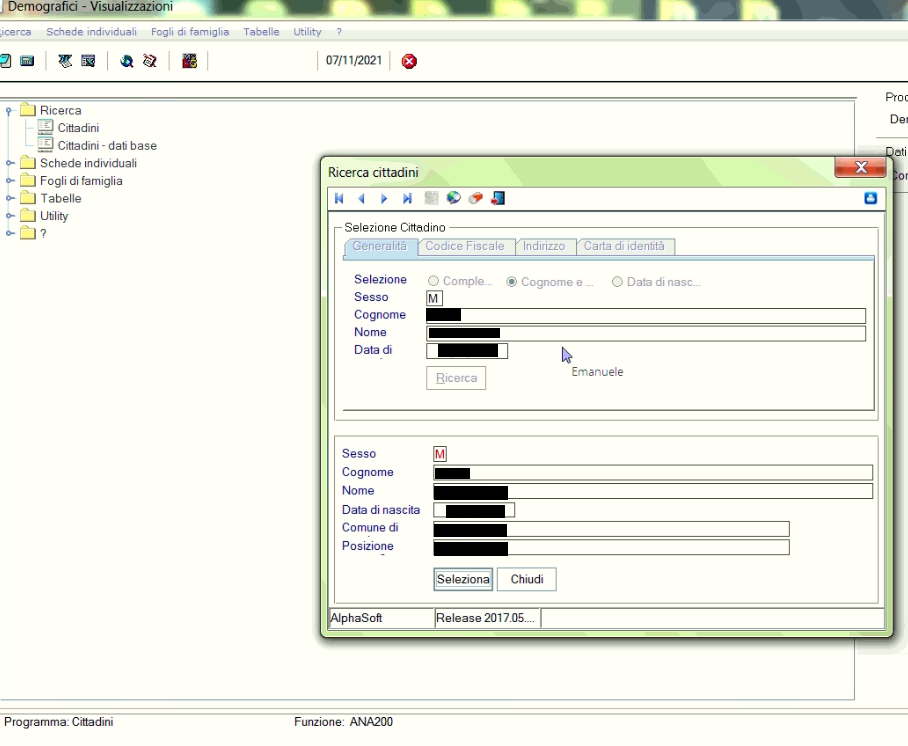 Demografici - Visualizzazioni
icerca Schede individuali Fogli di famiglia Tabelle Utility ?
07/11/2021
Ricerca
Cittadini
Cittadini - dati base
Schede individuali
Fogli di famiglia
Tabelle
Utility
?
Proc
Der
Dati
Con
Ricerca cittadini
Selezione Cittadino
Generalità Codice Fiscale Indirizzo Carta di identità
Selezione Comple... Cognome e ... Data di nasc...
Sesso M
Cognome
Nome
Data di
Emanuele
Ricerca
Sesso M
Cognome
Nome
Data di nascita
Comune di
Posizione
Seleziona Chiudi
AlphaSoft Release 2017.05....
Programma: Cittadini Funzione: ANA200